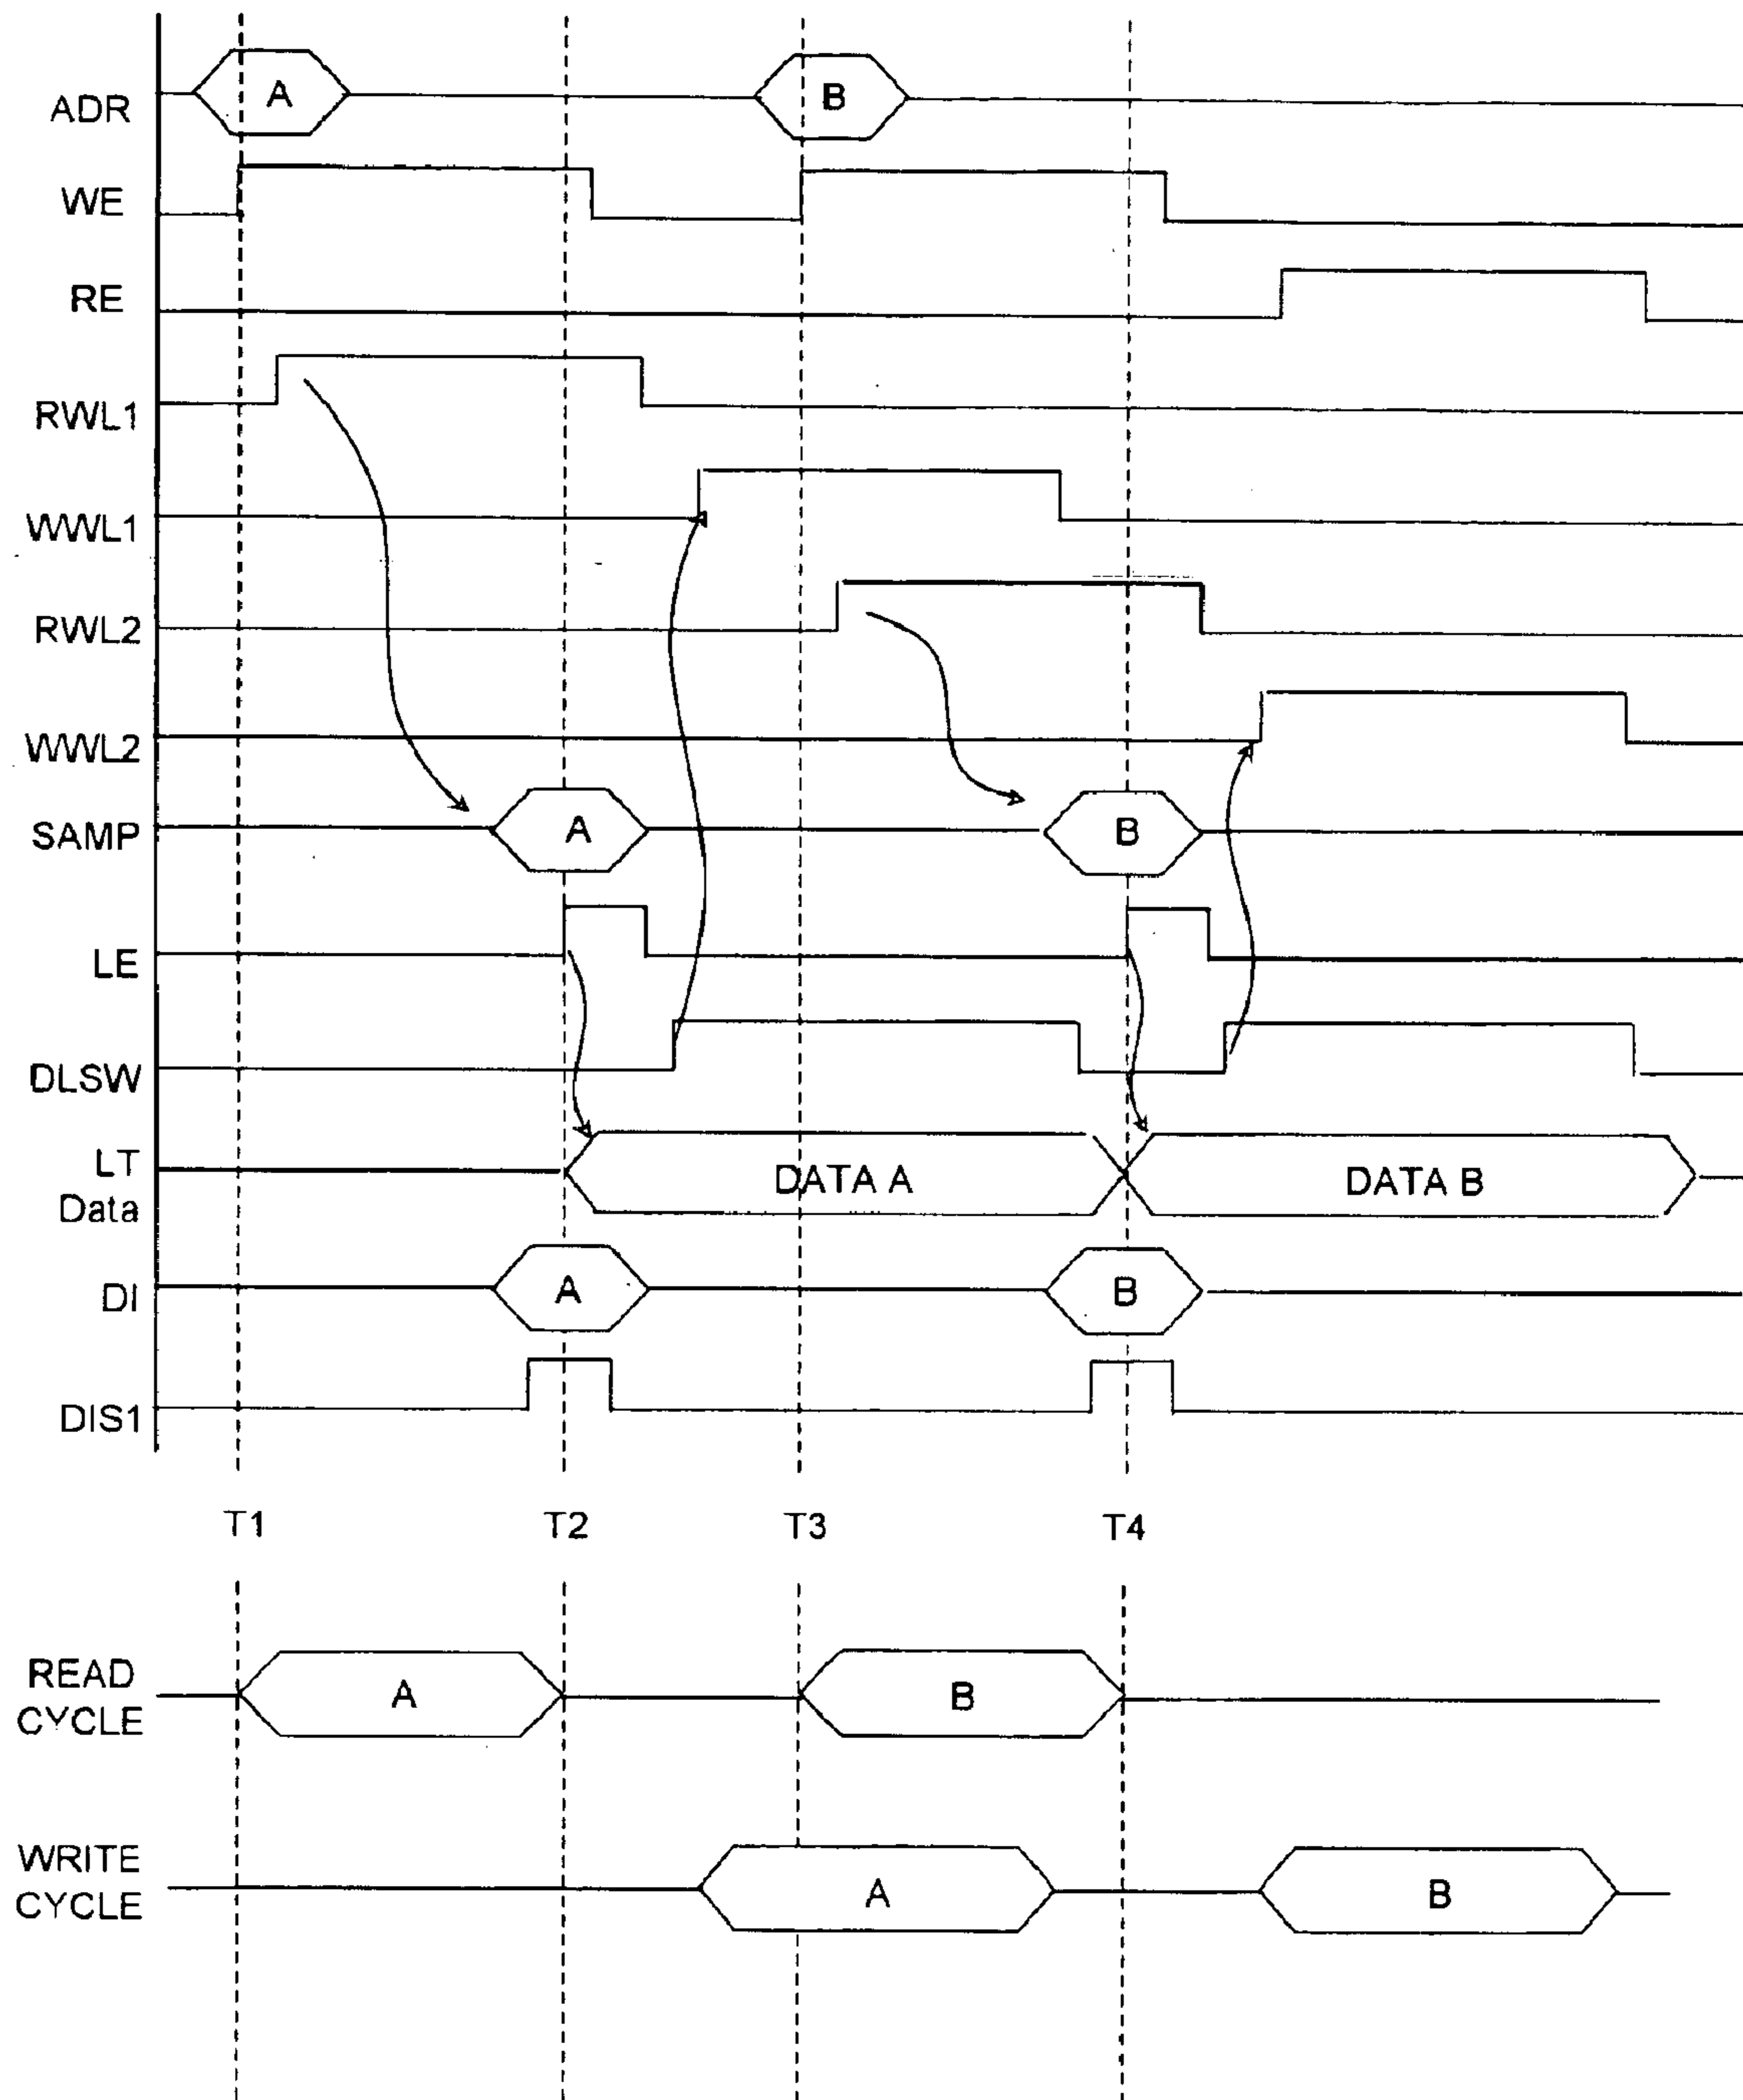 ADR A B
WE
RE
RWL1
WWL1
RWL2
WWL2
SAMP A B
LE
DLSW
LT
Data
DATA A DATA B
DI A B
DIS1
T1 T2 T3 T4
READ
CYCLE
A B
WRITE
CYCLE
A B